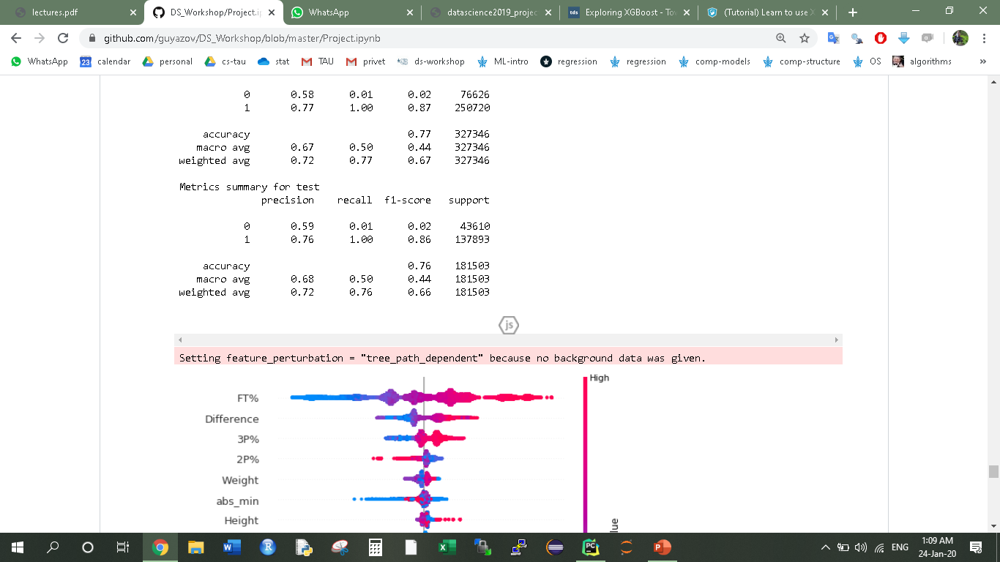 lectures.pdf
DS_Workshop/Project.ip
WhatsApp
datascience2019_projec
tds Exploring XGBoost - Tow
(Tutorial) Learn to use X
github.com/guyazov/DS_Workshop/blob/master/Project.ipynb
WhatsApp 23 calendar personal cs-tau stat TAU privet ds-workshop ML-intro regression regression comp-models comp-structure OS algorithms »
0 0.58 0.01 0.02 76626
1 0.77 1.00 0.87 250720
accuracy 0.77 327346
macro avg 0.67 0.50 0.44 327346
weighted avg 0.72 0.77 0.67 327346
Metrics summary for test
precision recall f1-score support
0 0.59 0.01 0.02 43610
1 0.76 1.00 0.86 137893
accuracy 0.76 181503
macro avg 0.68 0.50 0.44 181503
weighted avg 0.72 0.76 0.66 181503
js
Setting feature_perturbation = "tree_path_dependent" because no background data was given.
High
FT%
Difference
3P%
2P%
Weight
abs_min
Height
lue
ENG
1:09 AM
24-Jan-20